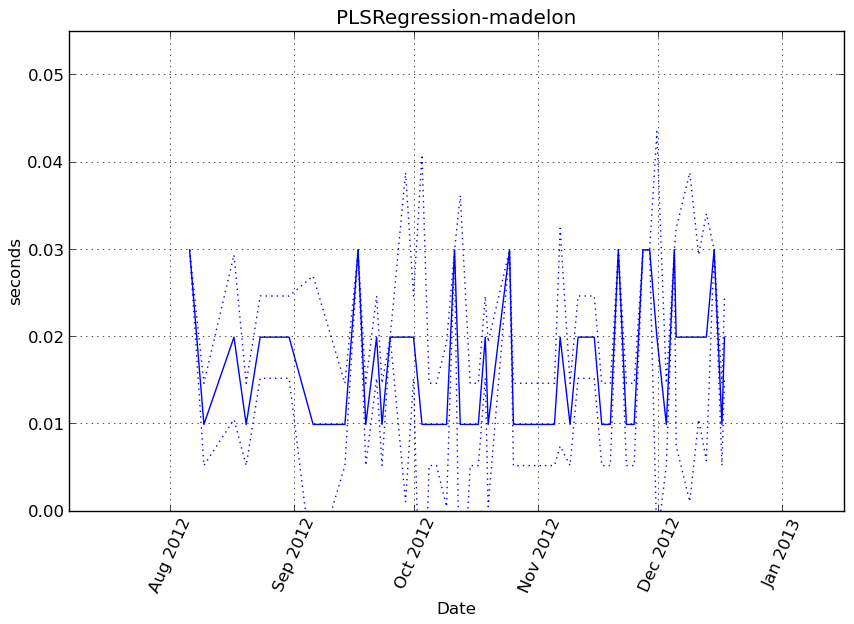 PLSRegression-madelon
0.05
0.04
0.03
0.02
0.01
0.00
seconds
Aug 2012
Sep 2012
Oct 2012
Nov 2012
Dec 2012
Jan 2013
Date